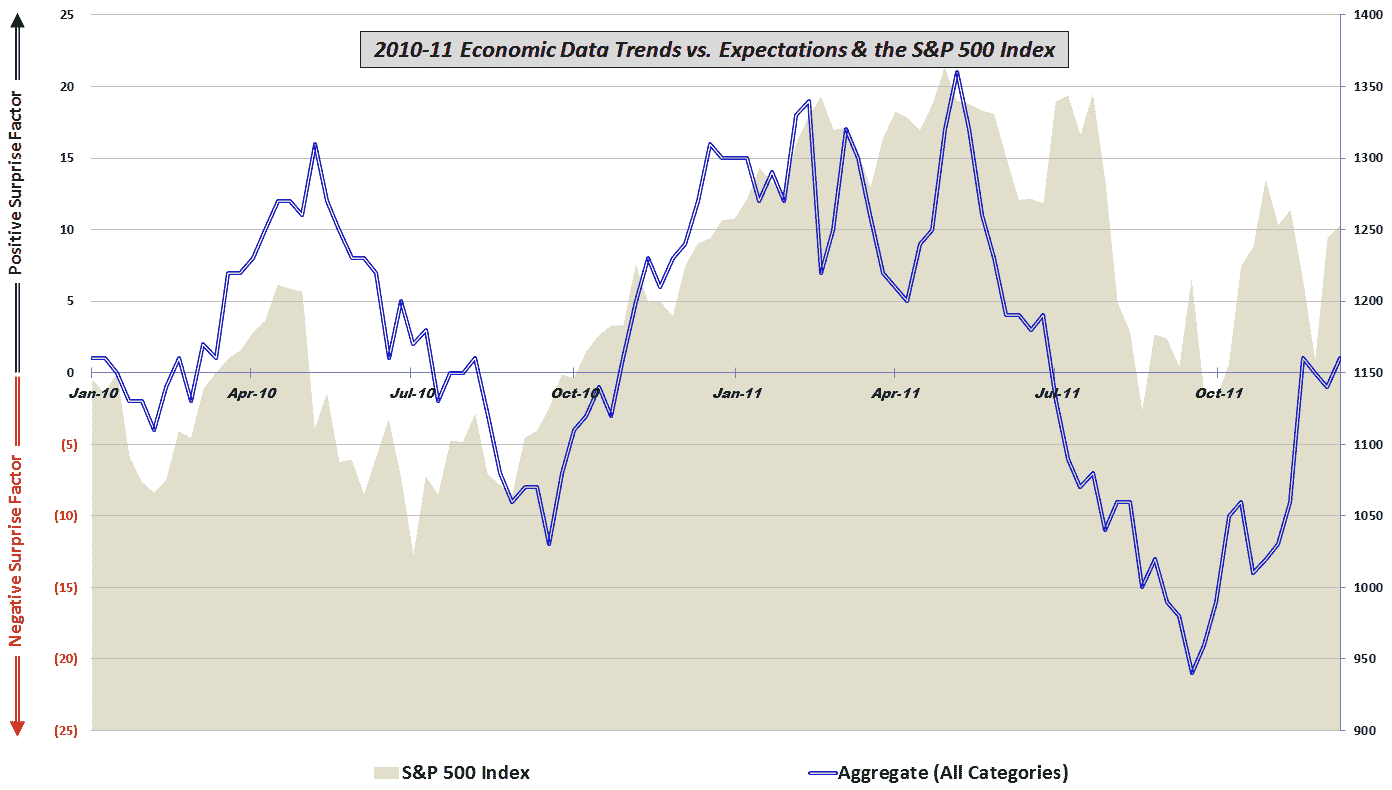 2010-11 Economic Data Trends vs. Expectations & the S&P 500 Index
Positive Surprise Factor
Negative Surprise Factor
25
20
15
10
5
0
(5)
(10)
(15)
(20)
(25)
1400
1350
1300
1250
1200
1150
1100
1050
1000
950
900
Jan-10
Apr-10
Jul-10
Oct-10
Jan-11
Apr-11
Jul-11
Oct-11
S&P 500 Index
Aggregate (All Categories)